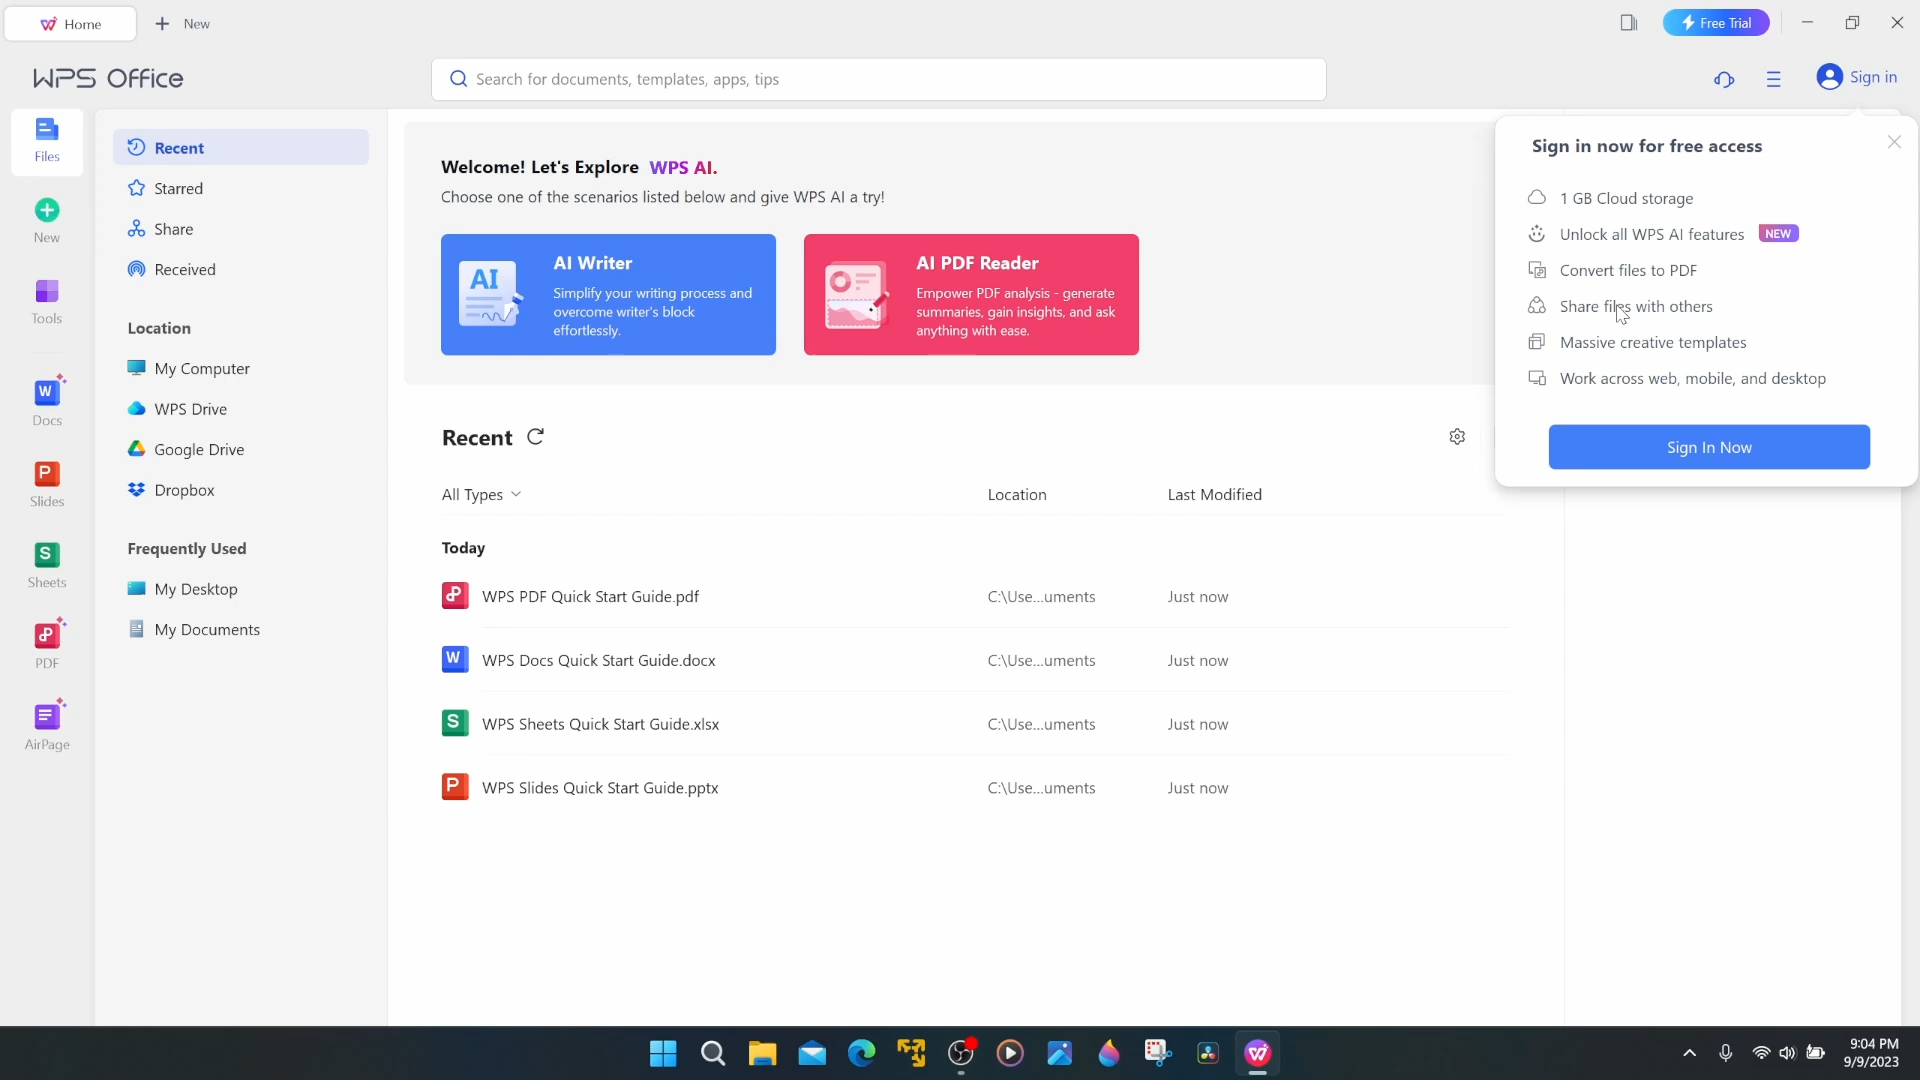 Home
New
Free Trial
WPS Office
Search for documents, templates, apps, tips
Sign in
Files
New
Tools
Docs
Slides
Sheets
PDF
AirPage
Recent
Starred
Share
Received
Location
My Computer
WPS Drive
Google Drive
Dropbox
Frequently Used
My Desktop
My Documents
Welcome! Let's Explore WPS AI.
Choose one of the scenarios listed below and give WPS AI a try!
AI
AI Writer
Simplify your writing process and
overcome writer's block
effortlessly.
AI PDF Reader
Empower PDF analysis - generate
summaries, gain insights, and ask
anything with ease.
Recent
All Types
Location
Last Modified
Today
WPS PDF Quick Start Guide.pdf
C:\Use...uments
Just now
WPS Docs Quick Start Guide.docx
C:\Use...uments
Just now
WPS Sheets Quick Start Guide.xlsx
C:\Use...uments
Just now
WPS Slides Quick Start Guide.pptx
C:\Use...uments
Just now
Sign in now for free access
1 GB Cloud storage
Unlock all WPS AI features NEW
Convert files to PDF
Share files with others
Massive creative templates
Work across web, mobile, and desktop
Sign In Now
9:04 PM
9/9/2023